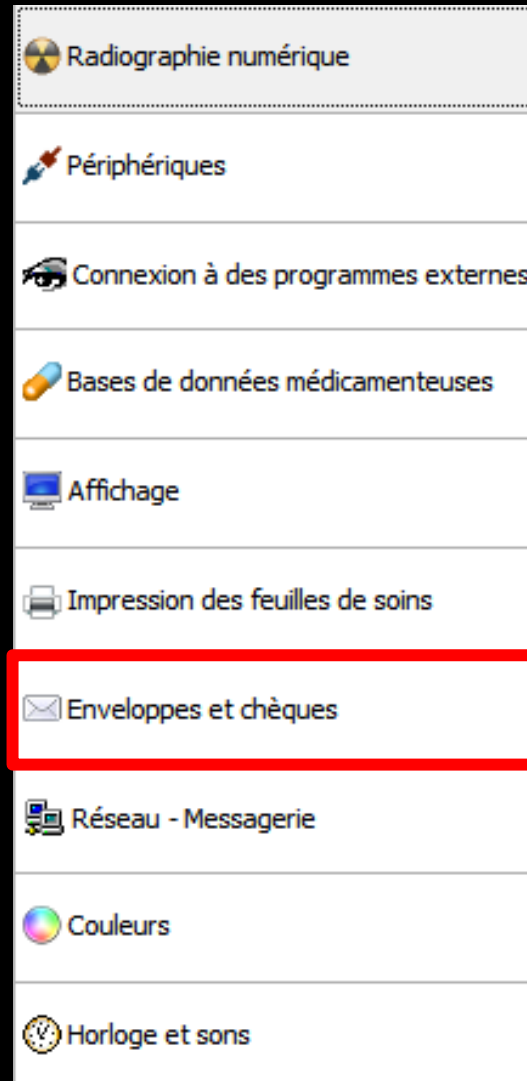 Radiographie numérique
Périphériques
Connexion à des programmes externes
Bases de données médicamenteuses
Affichage
Impression des feuilles de soins
Enveloppes et chèques
Réseau - Messagerie
Couleurs
Horloge et sons